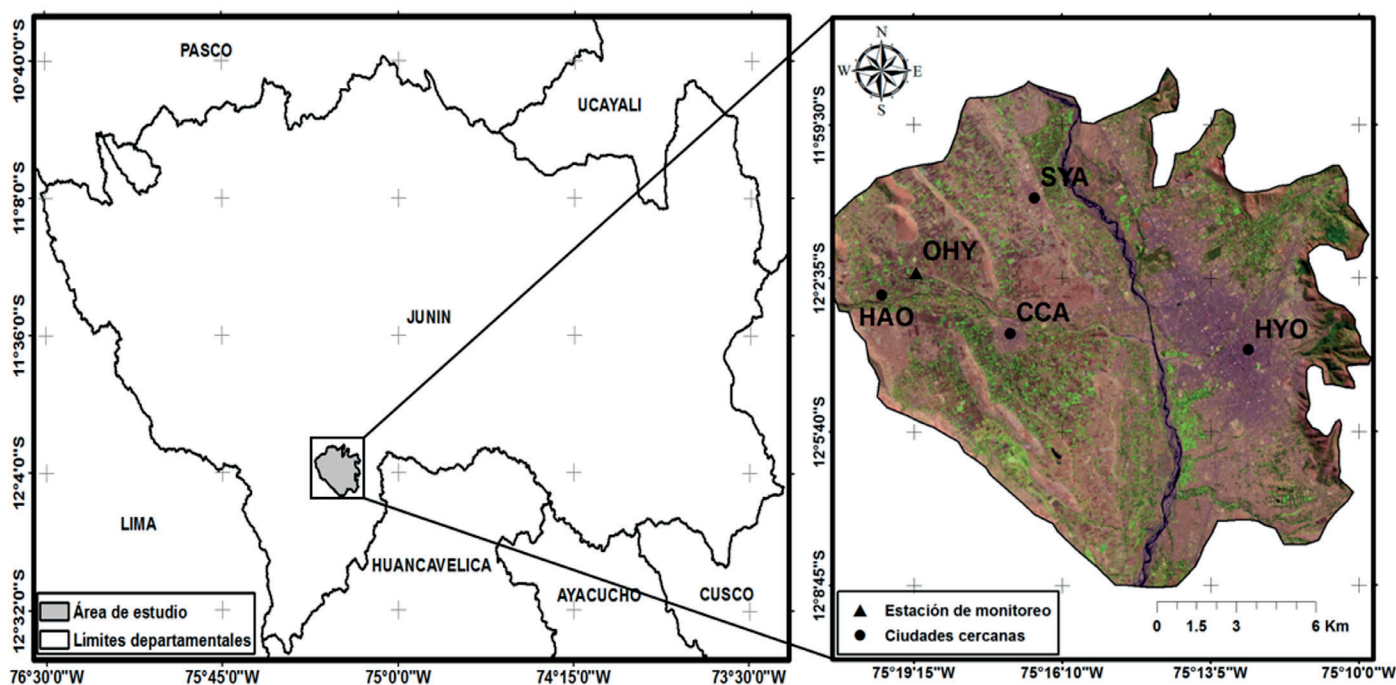 PASCO
UCAYALI
JUNIN
LIMA
HUANCAVELICA
AYACUCHO
CUSCO
Área de estudio
Límites departamentales
10°40'0"S
11°8'0"S
11°36'0"S
12°4'0"S
12°32'0"S
76°30'0"W
75°45'0"W
75°0'0"W
74°15'0"W
73°30'0"W
N
W
E
S
SYA
OHY
HAO
CCA
HYO
Estación de monitoreo
Ciudades cercanas
0 1.5 3 6 Km
11°59'30"S
12°2'35"S
12°5'40"S
12°8'45"S
75°19'15"W
75°16'10"W
75°13'5"W
75°10'0"W